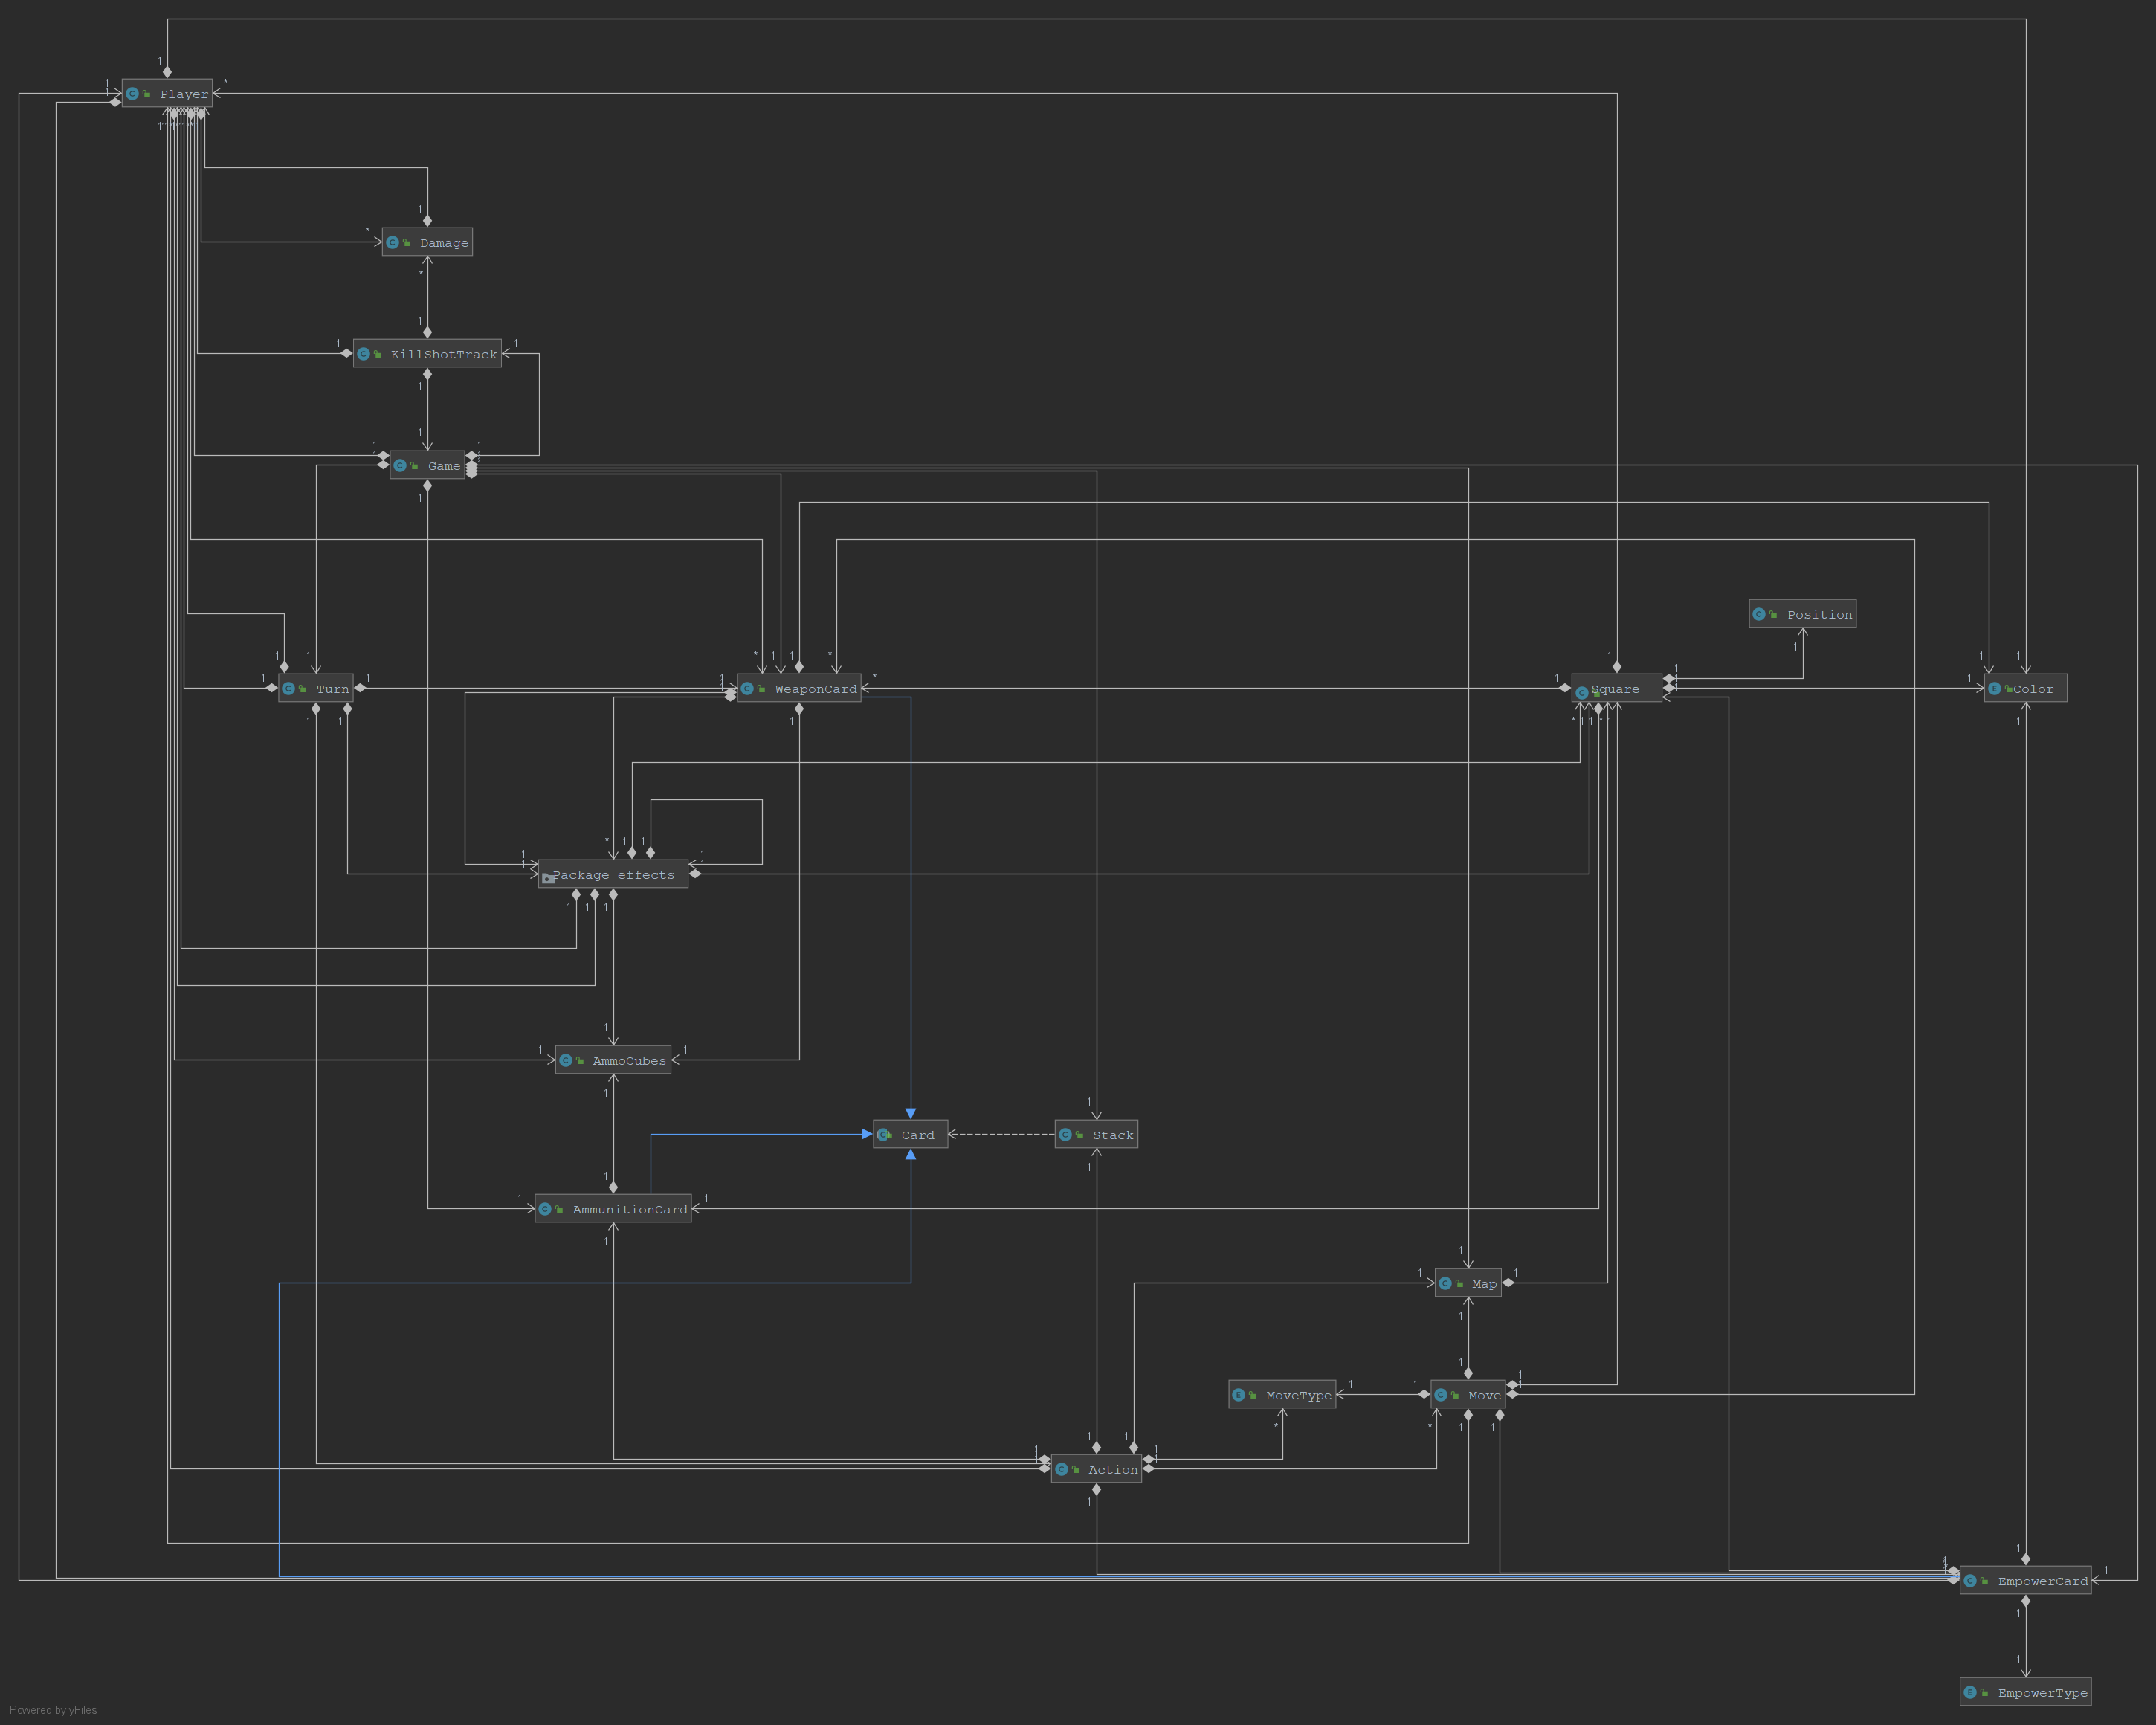 Player
Damage
KillShotTrack
Game
Position
Turn
WeaponCard
Square
Color
Package effects
AmmoCubes
Card
Stack
AmmunitionCard
Map
MoveType
Move
Action
EmpowerCard
EmpowerType
Powered by yFiles